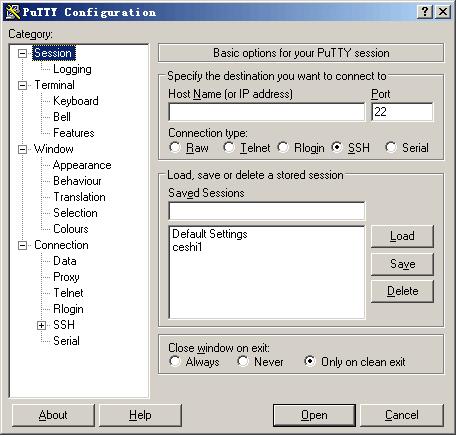 PuTTY Configuration
Category:
Session
Logging
Terminal
Keyboard
Bell
Features
Window
Appearance
Behaviour
Translation
Selection
Colours
Connection
Data
Proxy
Telnet
Rlogin
SSH
Serial
Basic options for your PuTTY session
Specify the destination you want to connect to
Host Name (or IP address) Port
22
Connection type:
Raw Telnet Rlogin SSH Serial
Load, save or delete a stored session
Saved Sessions
Default Settings
ceshi1
Load
Save
Delete
Close window on exit:
Always Never Only on clean exit
About Help Open Cancel